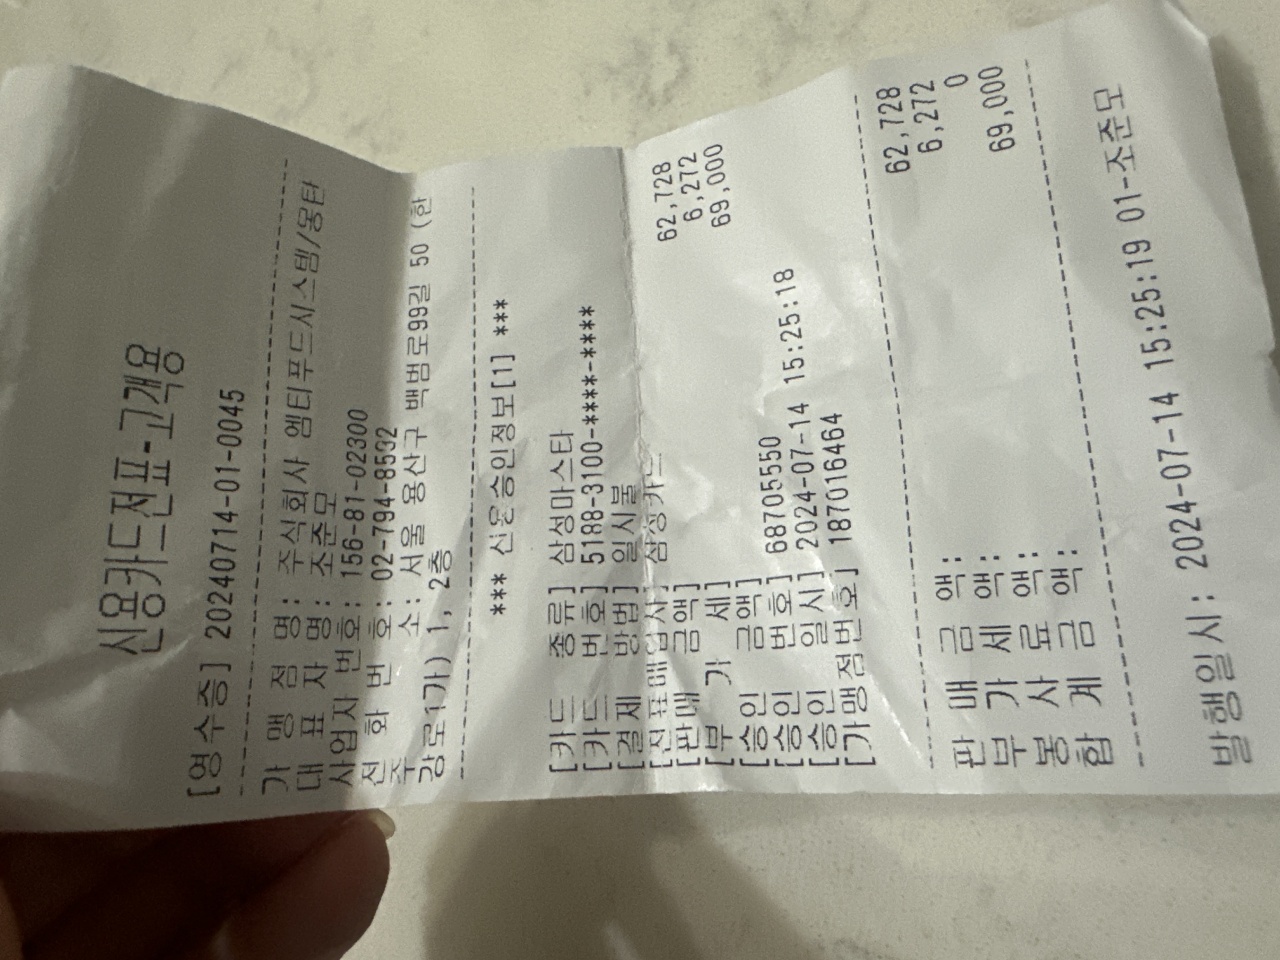 신용카드전표-고객용
[영수증] 20240714-01-0045
가 맹 점 명: 주식회사 엠티푸드시스템/몽탄
대 표 자 명: 조준모
사업자 번호: 156-81-02300
전 화 번 호: 02-794-8592
주 소: 서울 용산구 백범로99길 50 (한
강로1가) 1, 2층
*** 신용승인정보[1] ***
[카드 종류] 삼성마스타
[카드 번호] 5188-3100-****-****
[결제 방법] 일시불
[전표매입사] 삼성카드
[판매 금액] 62,728
[부 가 세] 6,272
[승인 금액] 69,000
[승인 번호] 68705550
[승인 일시] 2024-07-14 15:25:18
[가맹점번호] 187016464
판 매 금 액: 62,728
부 가 세 액: 6,272
봉 사 료 액: 0
합 계 금 액: 69,000
발행일시: 2024-07-14 15:25:19 01-조준모